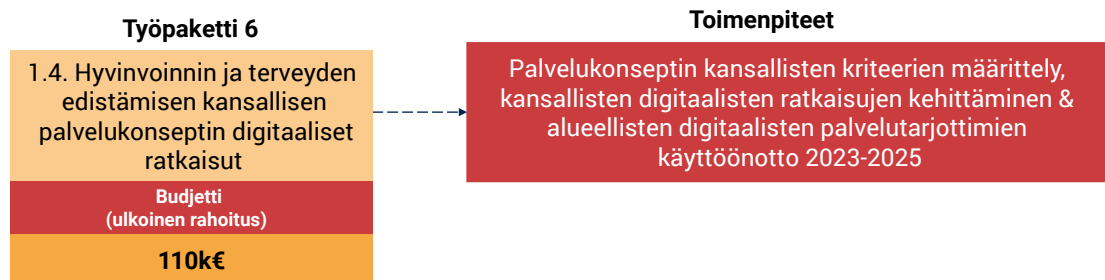 Työpaketti 6
1.4. Hyvinvoinnin ja terveyden
edistämisen kansallisen
palvelukonseptin digitaaliset
ratkaisut
Budjetti
(ulkoinen rahoitus)
110k€
Toimenpiteet
Palvelukonseptin kansallisten kriteerien määrittely,
kansallisten digitaalisten ratkaisujen kehittäminen &
alueellisten digitaalisten palvelutarjottimien
käyttöönotto 2023-2025